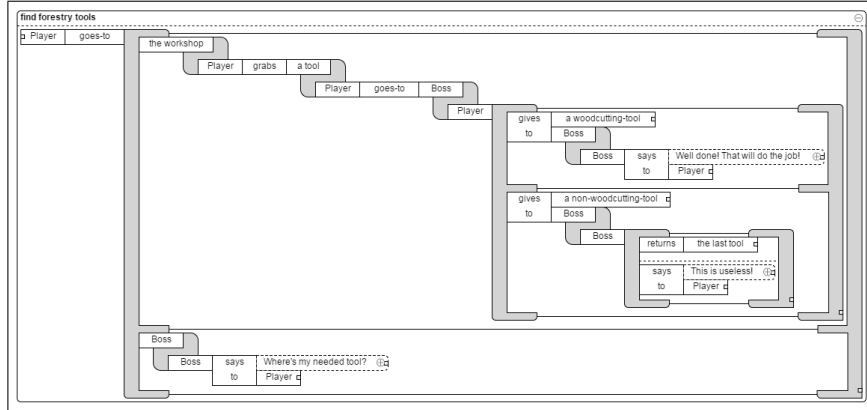 find forestry tools
Player goes-to the workshop
Player grabs a tool
Player goes-to Boss
Player
gives a woodcutting-tool
to Boss
Boss says Well done! That will do the job!
to Player
gives a non-woodcutting-tool
to Boss
Boss
returns the last tool
says This is useless!
to Player
Boss
Boss says Where's my needed tool?
to Player